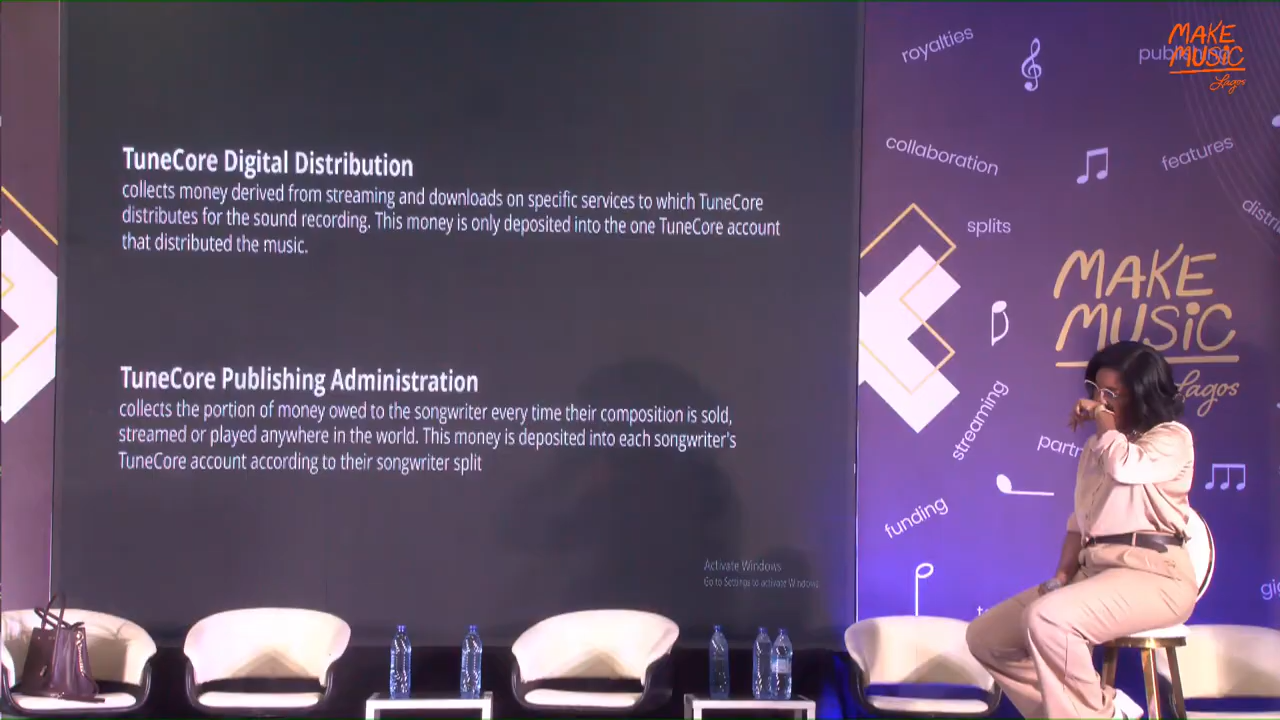 TuneCore Digital Distribution
collects money derived from streaming and downloads on specific services to which TuneCore
distributes for the sound recording. This money is only deposited into the one TuneCore account
that distributed the music.
TuneCore Publishing Administration
collects the portion of money owed to the songwriter every time their composition is sold,
streamed or played anywhere in the world. This money is deposited into each songwriter's
TuneCore account according to their songwriter split
Activate Windows
Go to Settings to activate Windows.
royalties
collaboration
features
splits
MAKE
MUSiC
Lagos
streaming
funding
MAKE
MUSIC
Lagos